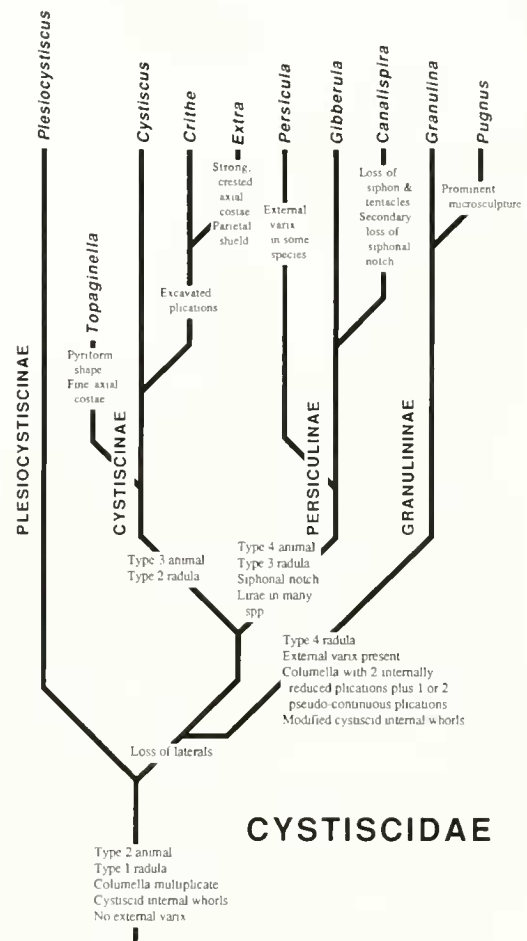 Plesiocystiscus
Topaginella
Cystiscus
Crithe
Extra
Persicula
Gibberula
Canalispira
Granulina
Pugnus
Strong,
crested
axial
costae
Parietal
shield
External
varix
in some
species
Loss of
siphon &
tentacles
Secondary
loss of
siphonal
notch
Prominent
microsculpture
Excavated
plications
Pyriform
shape
Fine axial
costae
PLESIOCYSTISCINAE
CYSTISCINAE
PERSICULINAE
GRANULININAE
Type 3 animal
Type 2 radula
Type 4 animal
Type 3 radula
Siphonal notch
Lirae in many
spp
Type 4 radula
External varix present
Columella with 2 internally
reduced plications plus 1 or 2
pseudo-continuous plications
Modified cystiscid internal whorls
Loss of laterals
CYSTISCIDAE
Type 2 animal
Type 1 radula
Columella multiplicate
Cystiscid internal whorls
No external varix